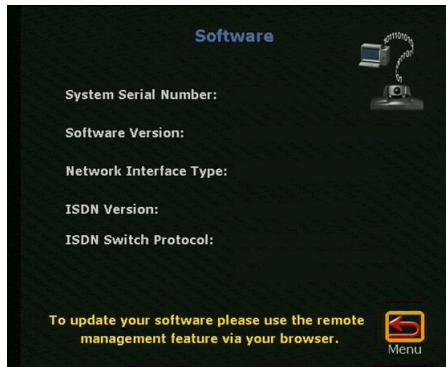 Software
System Serial Number:
Software Version:
Network Interface Type:
ISDN Version:
ISDN Switch Protocol:
To update your software please use the remote
management feature via your browser.
Menu